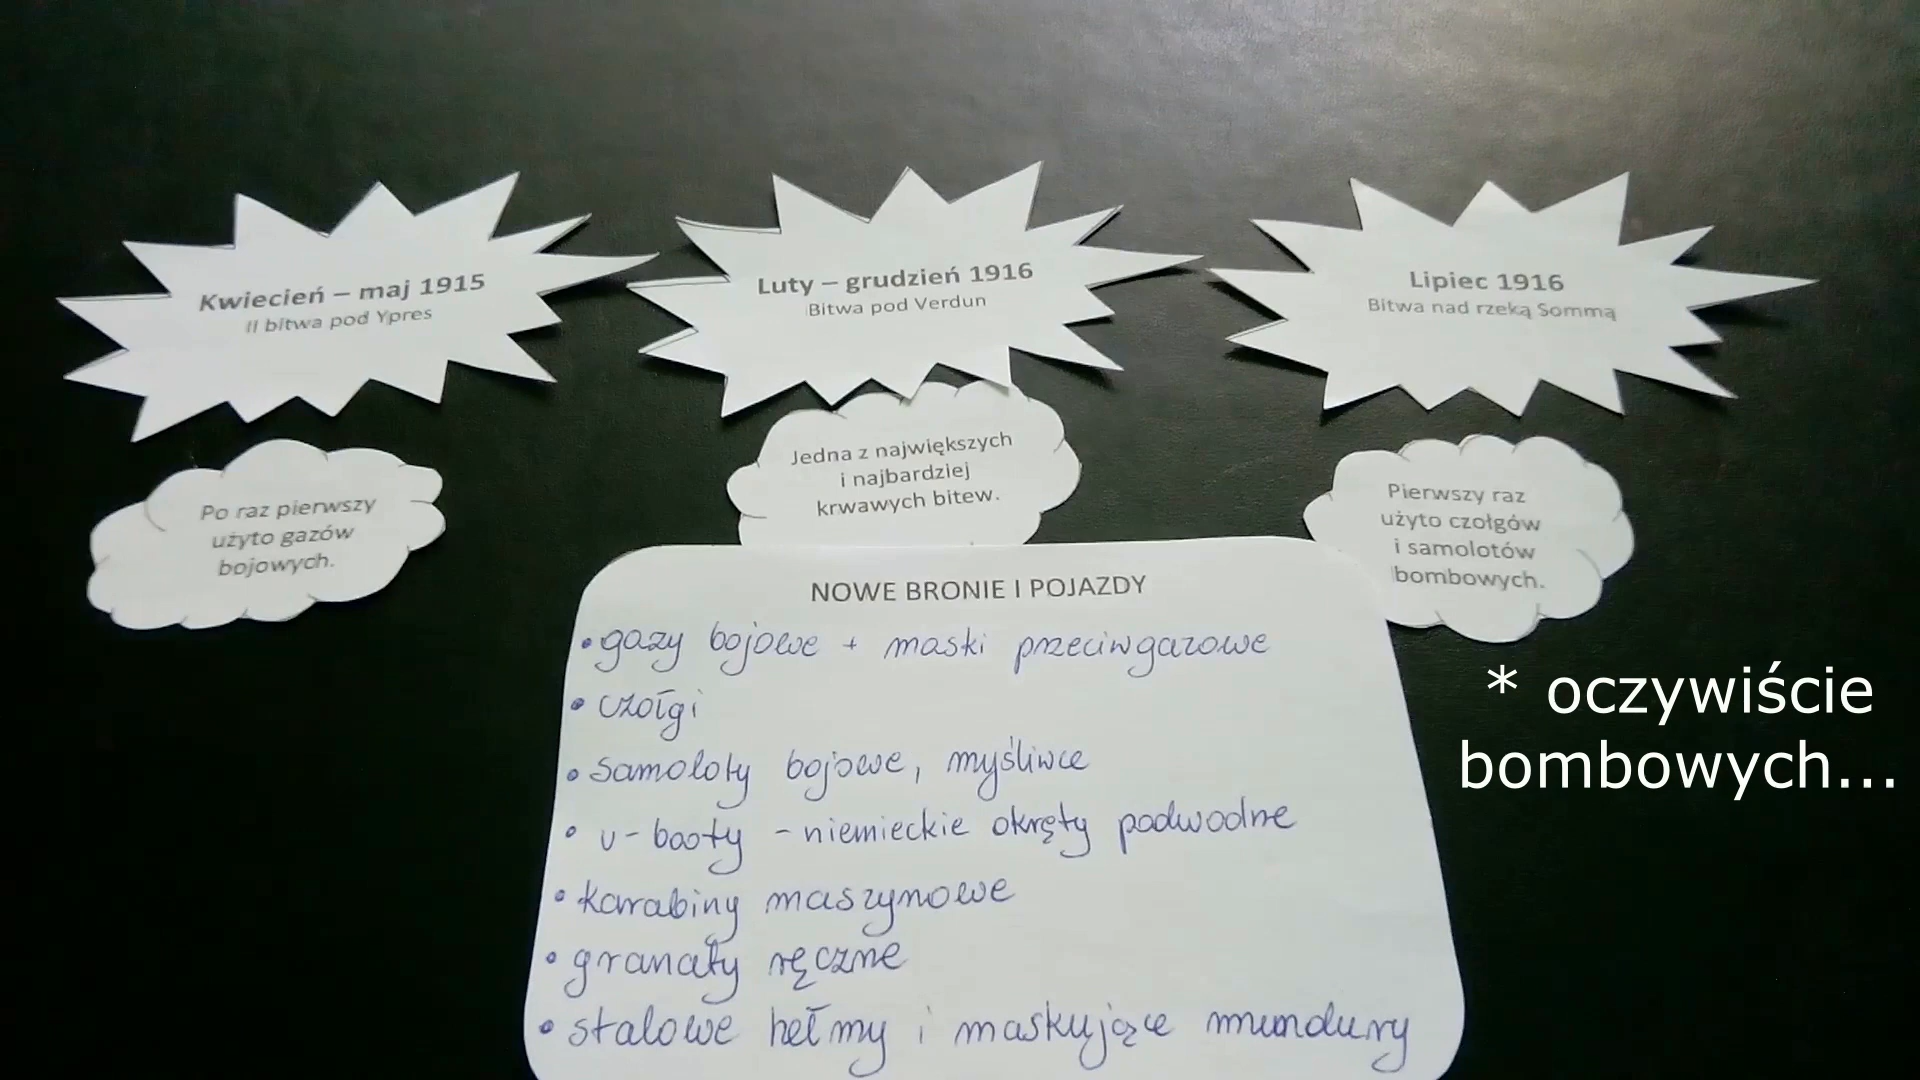 Kwiecień – maj 1915
II bitwa pod Ypres
Luty – grudzień 1916
Bitwa pod Verdun
Lipiec 1916
Bitwa nad rzeką Sommą
Po raz pierwszy
użyto gazów
bojowych.
Jedna z największych
i najbardziej
krwawych bitew.
Pierwszy raz
użyto czołgów
i samolotów
bombowych.
NOWE BRONIE I POJAZDY
• gazy bojowe + maski przeciwgazowe
• czołgi
• samoloty bojowe, myśliwce
• u-booty - niemieckie okręty podwodne
• karabiny maszynowe
• granaty ręczne
• stalowe hełmy i maskujące mundury
* oczywiście
bombowych...